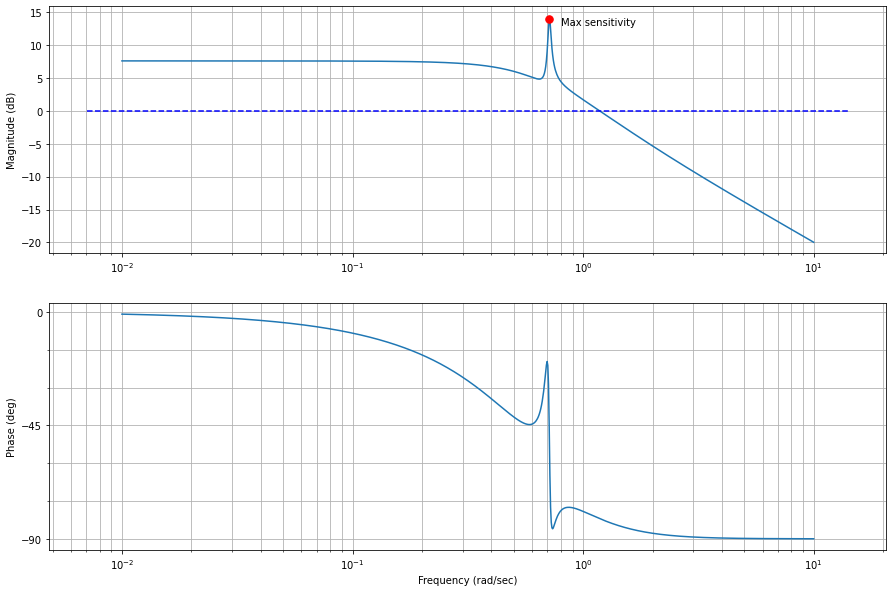 15
10
5
0
−5
−10
−15
−20
Magnitude (dB)
Max sensitivity
10⁻² 10⁻¹ 10⁰ 10¹
0
−45
−90
Phase (deg)
10⁻² 10⁻¹ 10⁰ 10¹
Frequency (rad/sec)